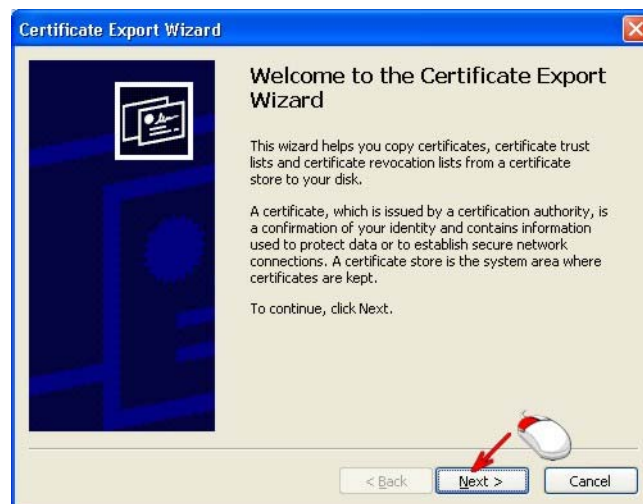 Certificate Export Wizard
Welcome to the Certificate Export
Wizard
This wizard helps you copy certificates, certificate trust
lists and certificate revocation lists from a certificate
store to your disk.
A certificate, which is issued by a certification authority, is
a confirmation of your identity and contains information
used to protect data or to establish secure network
connections. A certificate store is the system area where
certificates are kept.
To continue, click Next.
< Back
Next >
Cancel